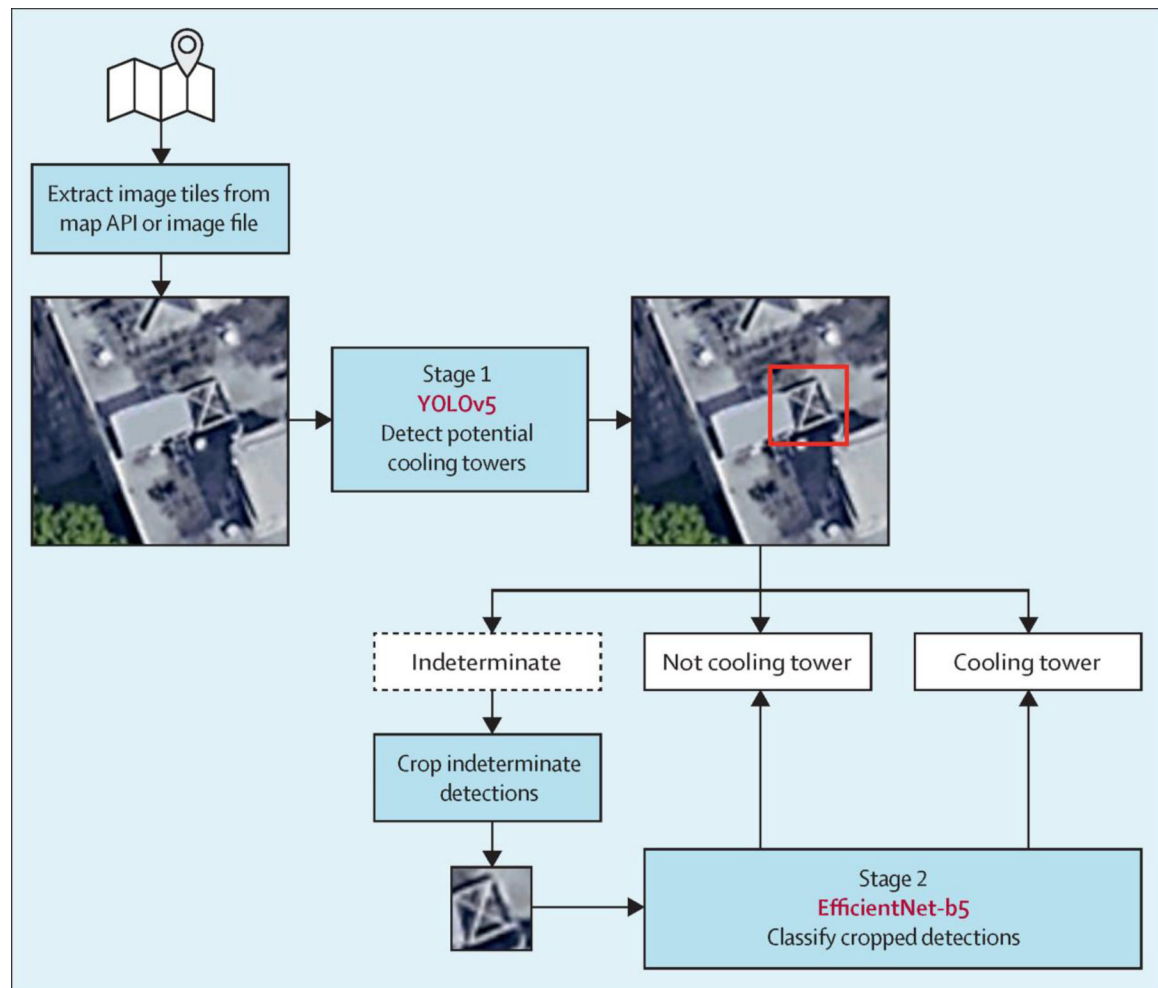 Extract image tiles from
map API or image file
Stage 1
YOLOv5
Detect potential
cooling towers
Indeterminate
Not cooling tower
Cooling tower
Crop indeterminate
detections
Stage 2
EfficientNet-b5
Classify cropped detections